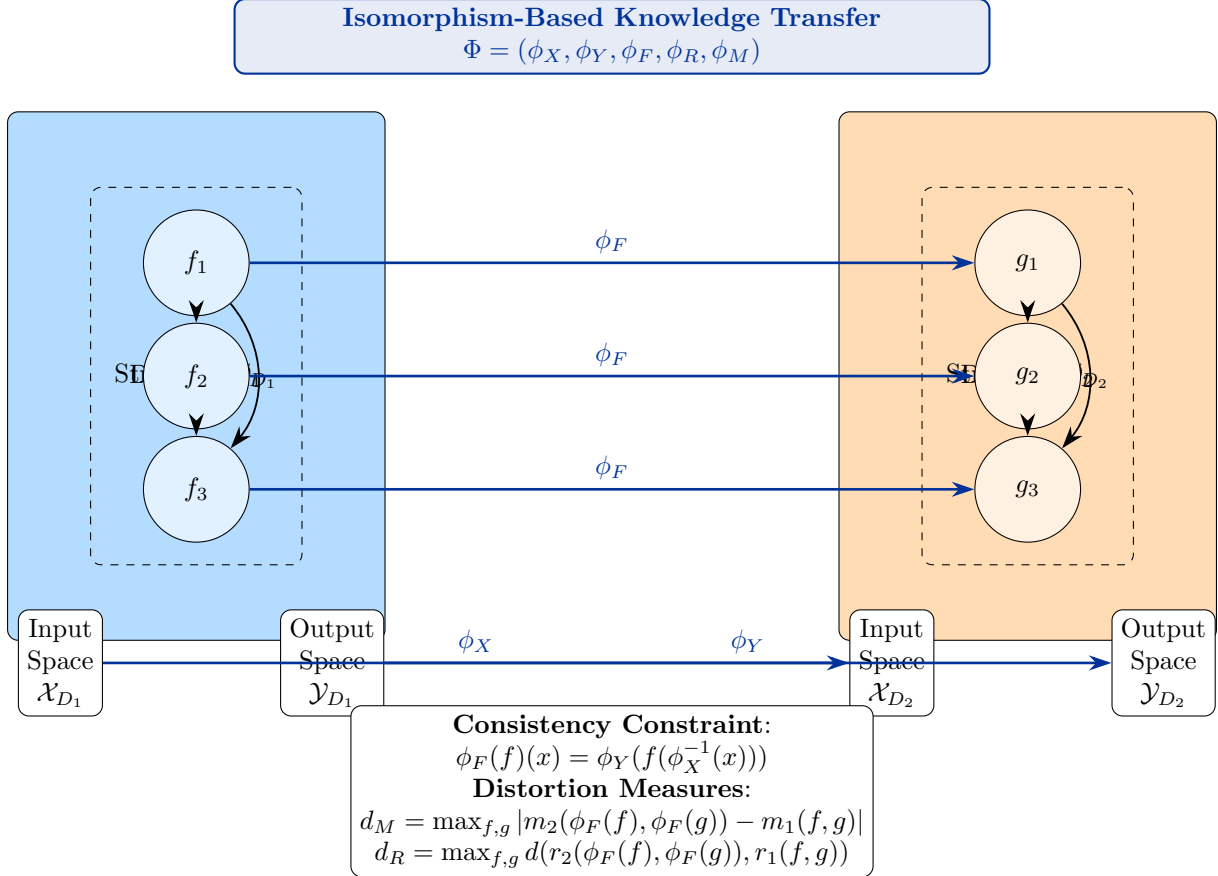 Isomorphism-Based Knowledge Transfer
Φ = (ϕ_X, ϕ_Y, ϕ_F, ϕ_R, ϕ_M)
f_1
ϕ_F
g_1
f_2
D_1
ϕ_F
g_2
D_2
f_3
ϕ_F
g_3
Input
Space
𝒳_{D_1}
Output
Space
𝒴_{D_1}
ϕ_X
ϕ_Y
Input
Space
𝒳_{D_2}
Output
Space
𝒴_{D_2}
Consistency Constraint:
ϕ_F(f)(x) = ϕ_Y(f(ϕ_X^{-1}(x)))
Distortion Measures:
d_M = max_{f,g} |m_2(ϕ_F(f), ϕ_F(g)) − m_1(f, g)|
d_R = max_{f,g} d(r_2(ϕ_F(f), ϕ_F(g)), r_1(f, g))